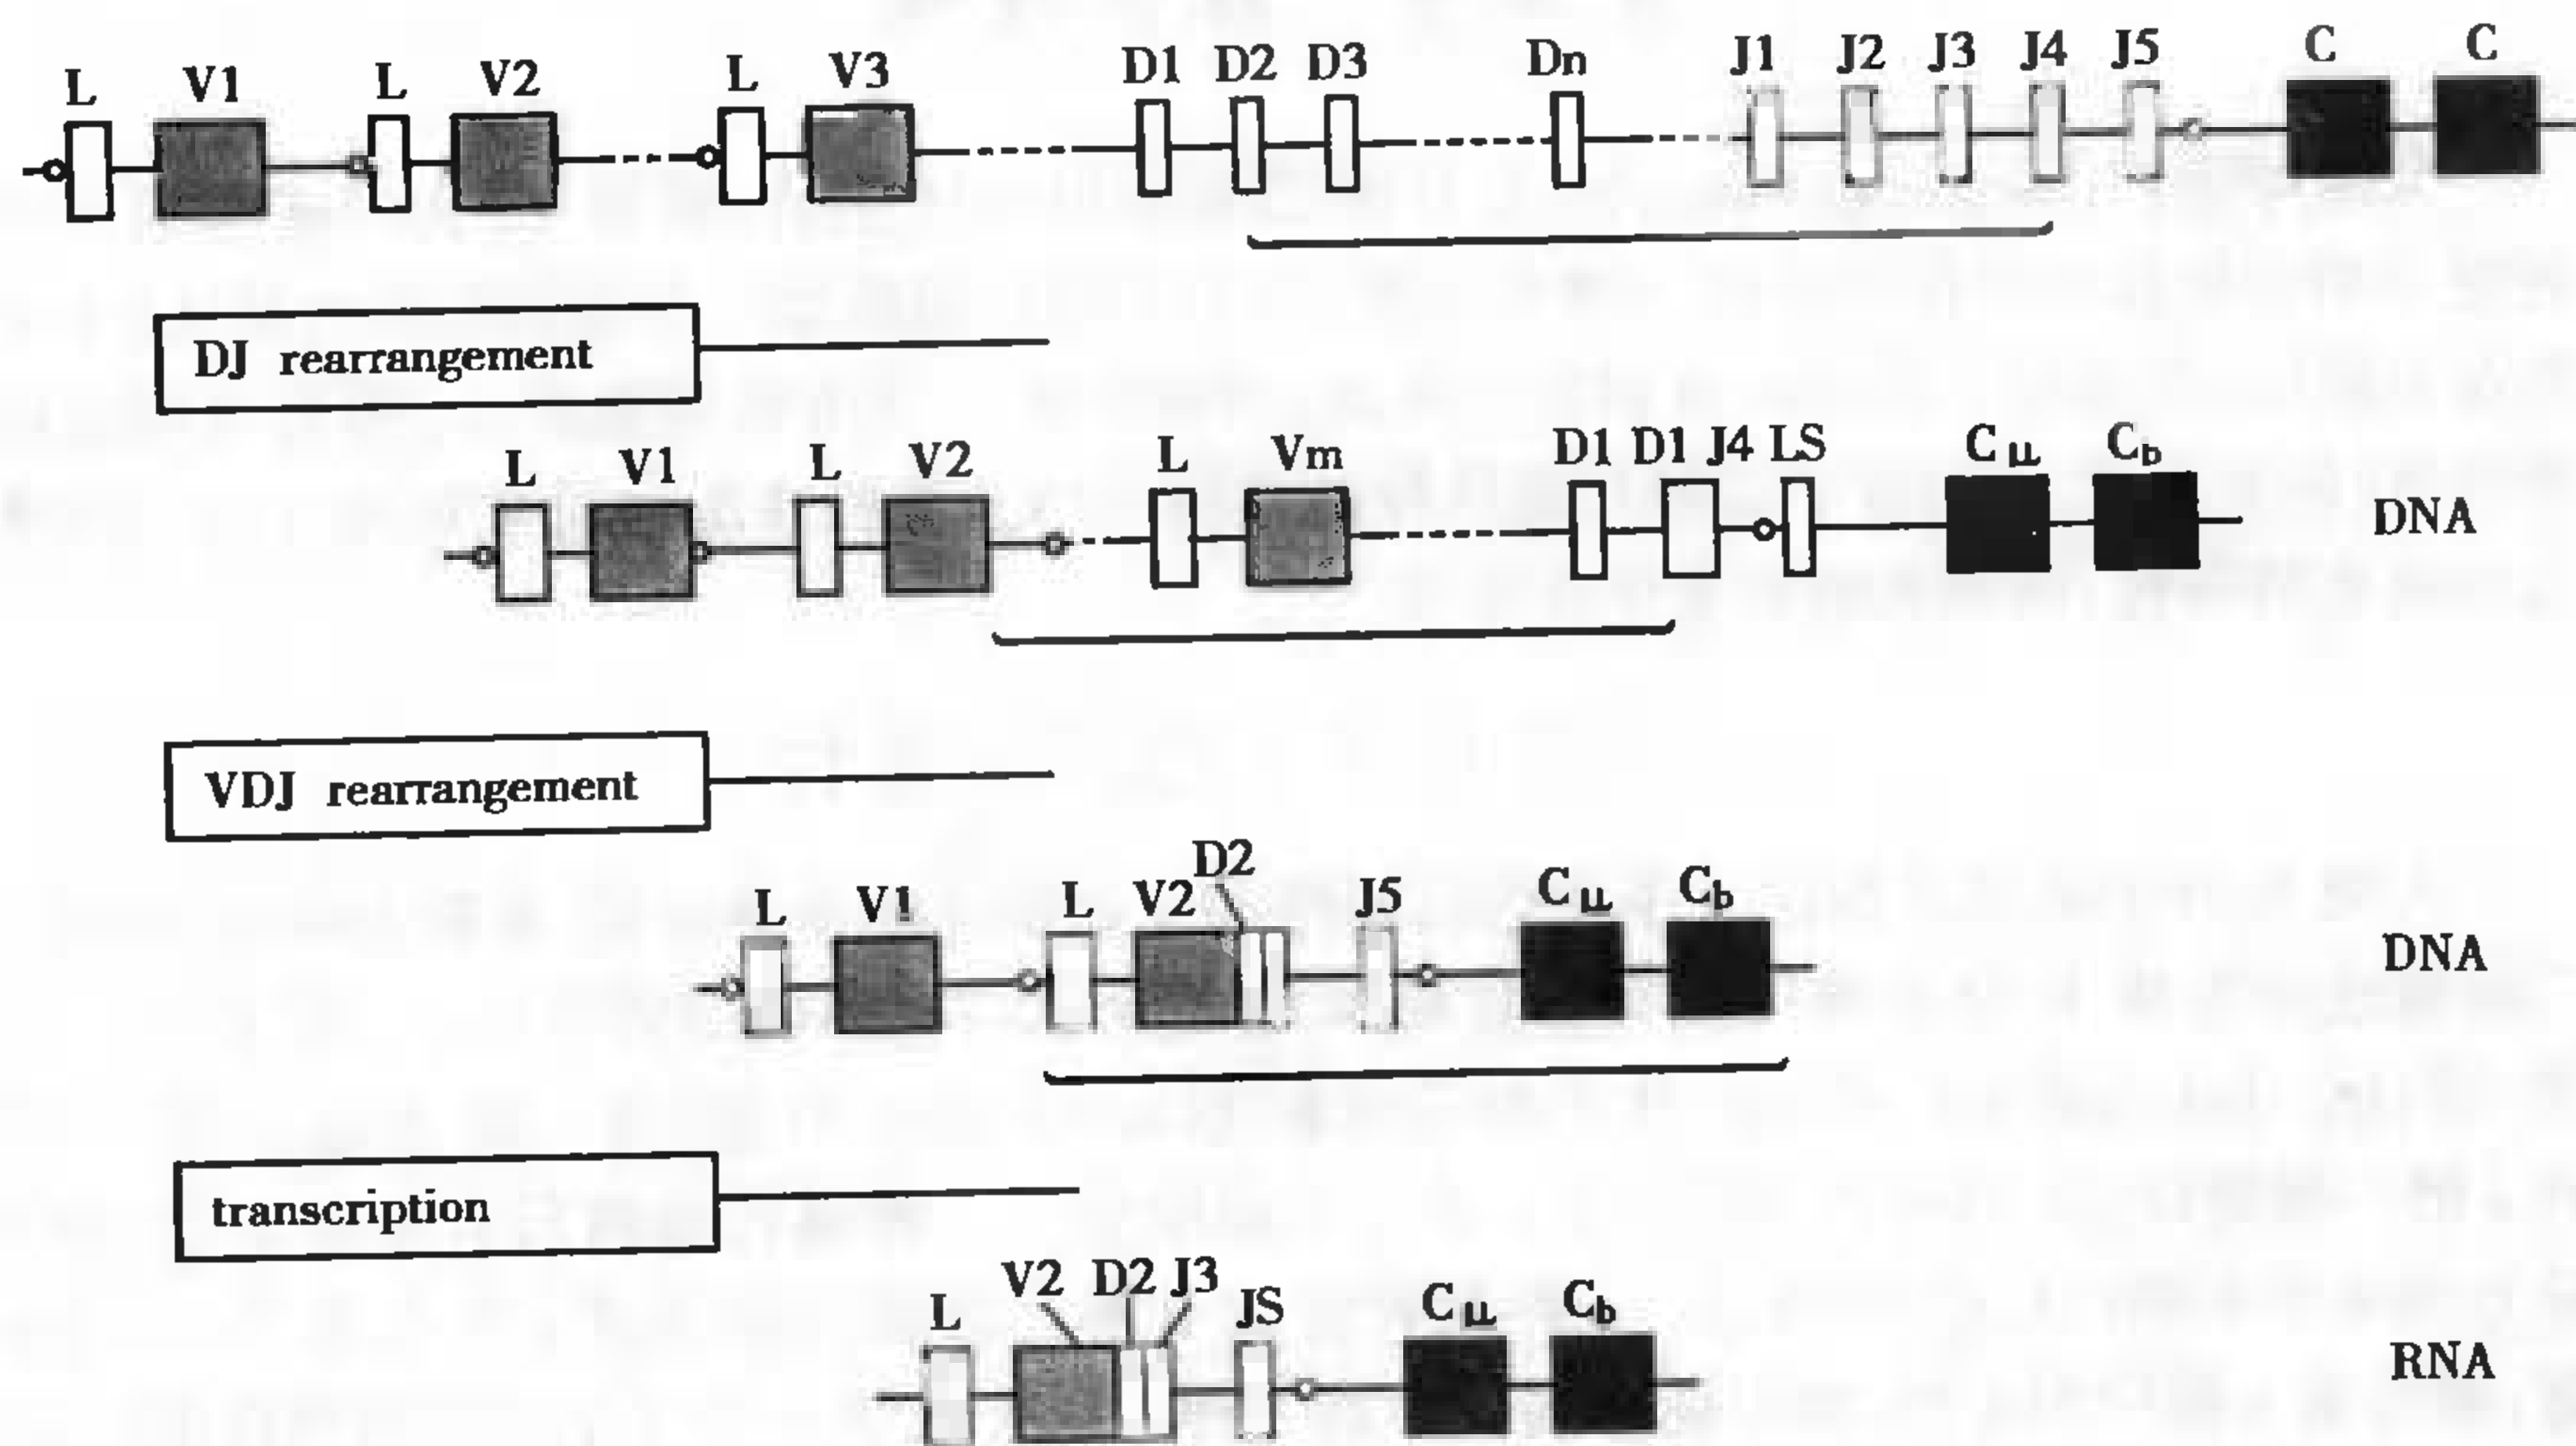 L V1 L V2 L V3 D1 D2 D3 Dn J1 J2 J3 J4 J5 C C
DJ rearrangement
L V1 L V2 L Vm D1 D1 J4 LS Cμ Cb DNA
VDJ rearrangement
D2
L V1 L V2 J5 Cμ Cb DNA
transcription
L V2 D2 J3 JS Cμ Cb RNA